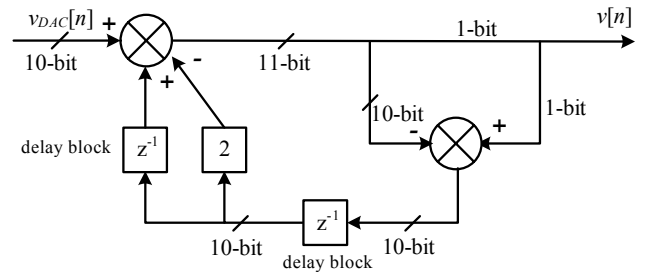 v_DAC[n] + 1-bit v[n]
10-bit - 11-bit
+ 10-bit 1-bit
- +
delay block z⁻¹ 2
z⁻¹
10-bit 10-bit
delay block